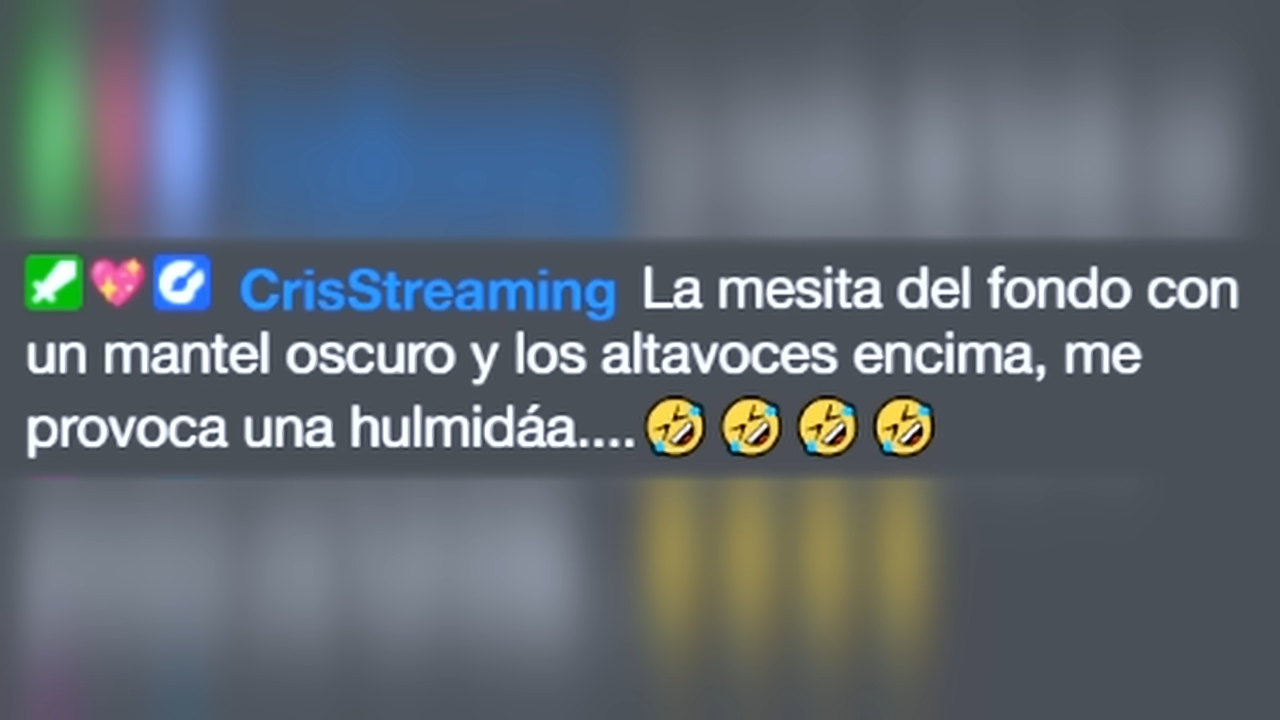 CrisStreaming La mesita del fondo con
un mantel oscuro y los altavoces encima, me
provoca una hulmidáa....🤣🤣🤣🤣